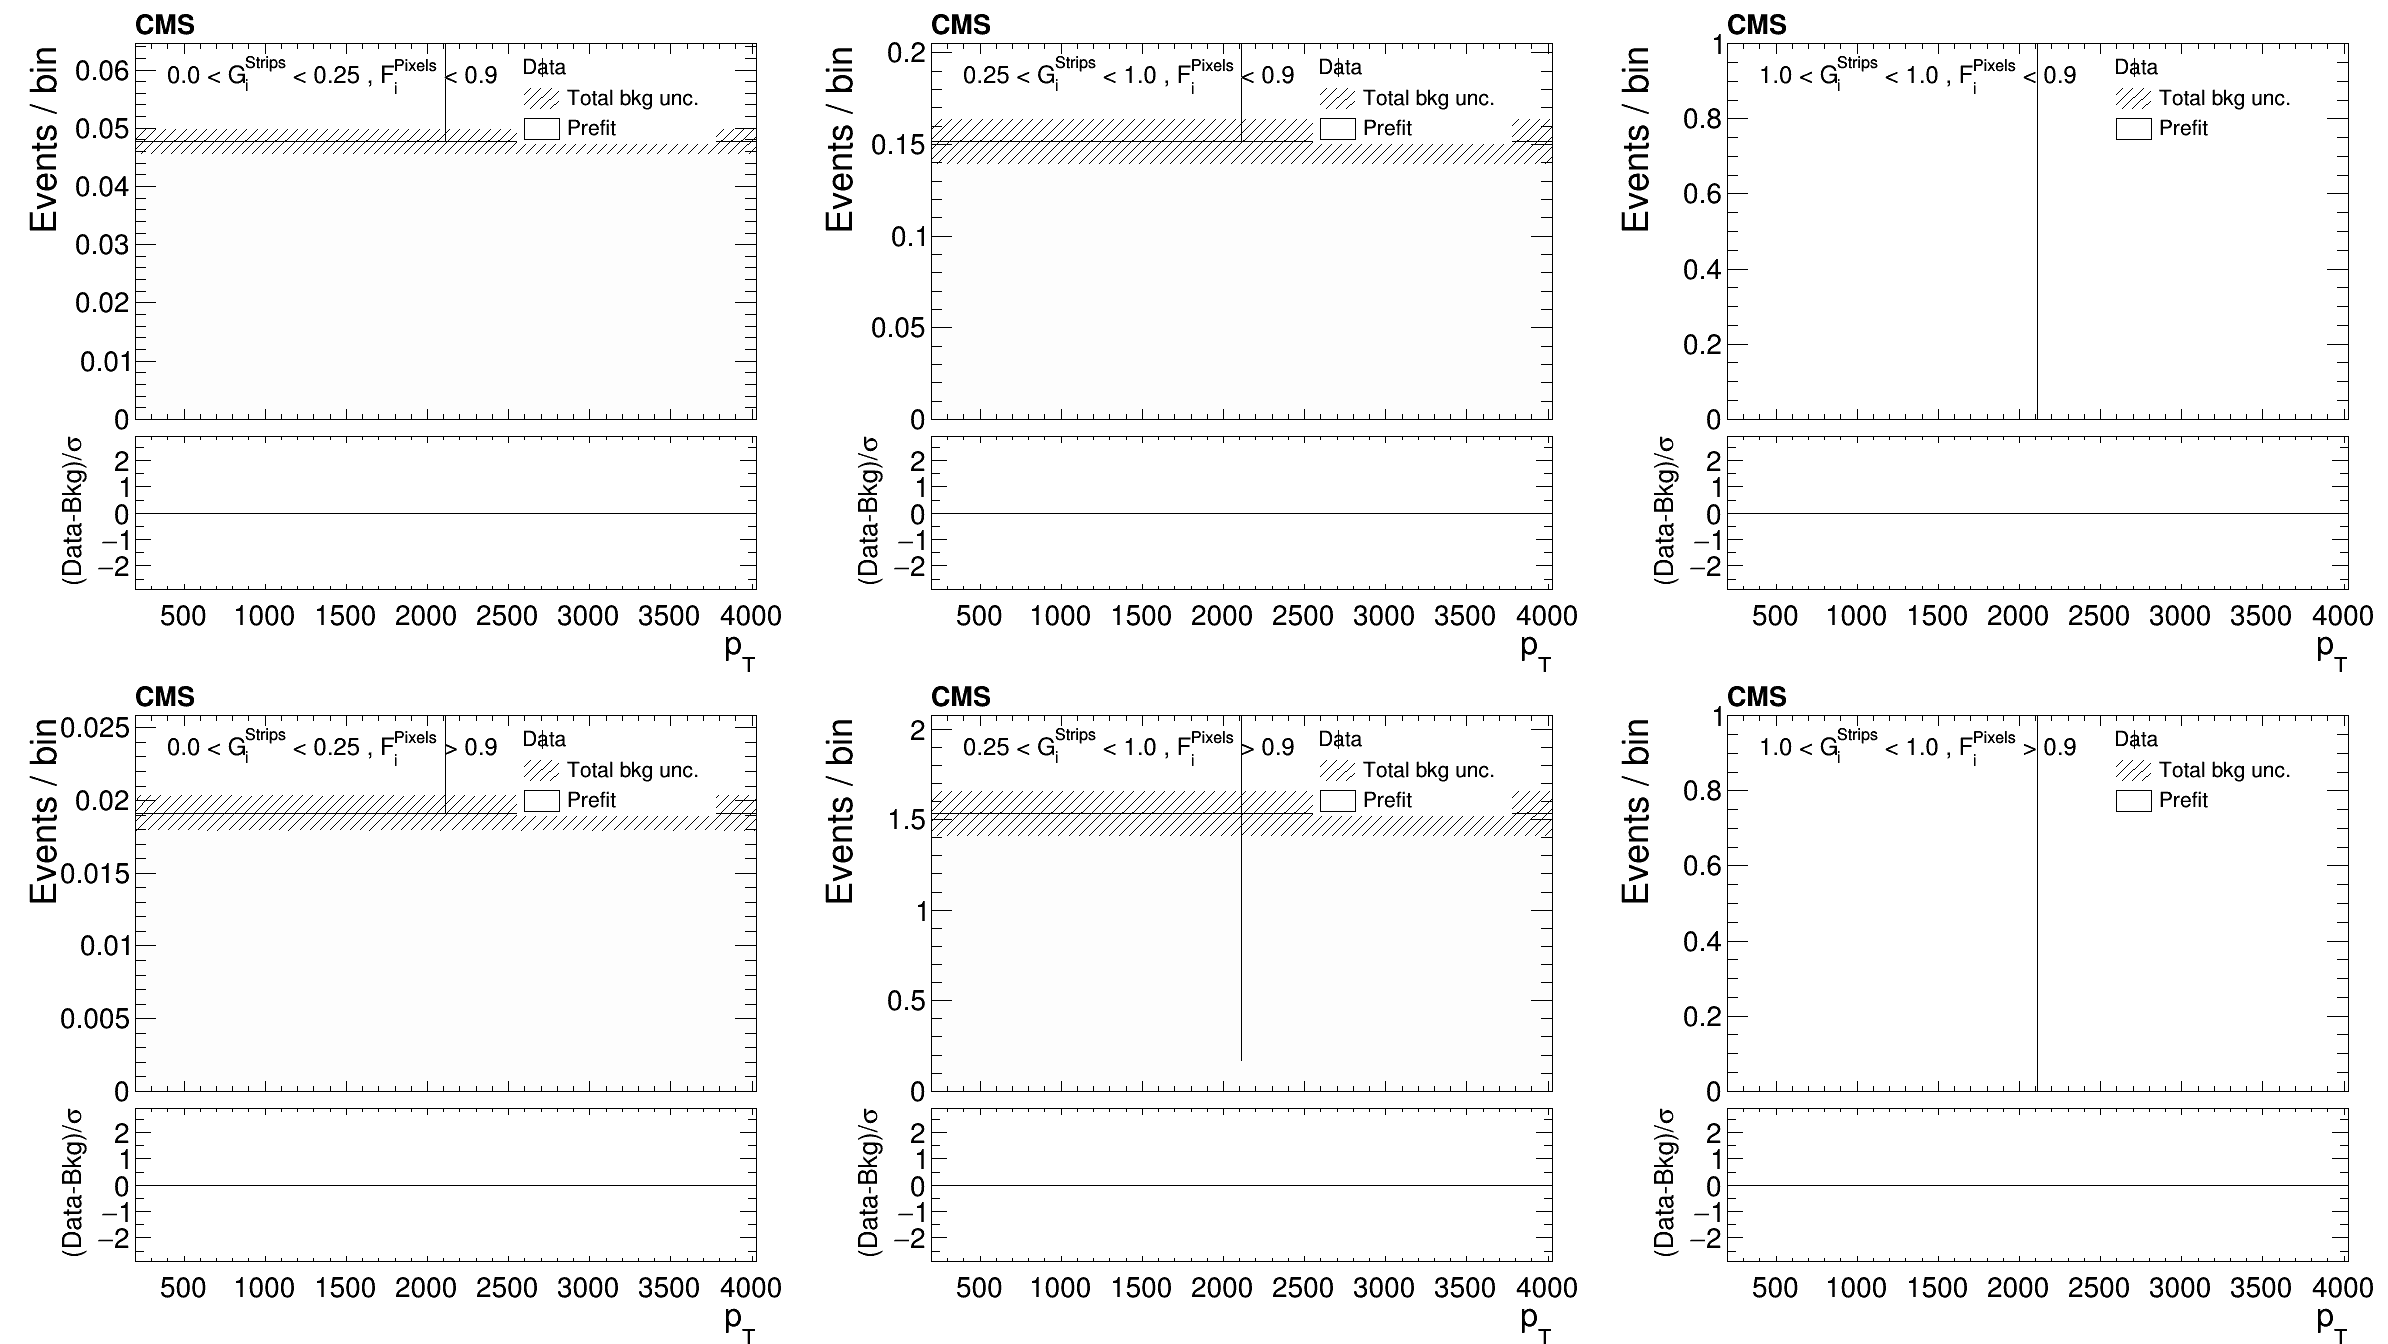 CMS
Events / bin
0.0 < G_i^Strips < 0.25 , F_i^Pixels < 0.9
Data
Total bkg unc.
Prefit
0.06
0.05
0.04
0.03
0.02
0.01
0
(Data-Bkg)/σ
2
1
0
−1
−2
500 1000 1500 2000 2500 3000 3500 4000
p_T
CMS
Events / bin
0.25 < G_i^Strips < 1.0 , F_i^Pixels < 0.9
Data
Total bkg unc.
Prefit
0.2
0.15
0.1
0.05
0
(Data-Bkg)/σ
2
1
0
−1
−2
500 1000 1500 2000 2500 3000 3500 4000
p_T
CMS
Events / bin
1.0 < G_i^Strips < 1.0 , F_i^Pixels < 0.9
Data
Total bkg unc.
Prefit
1
0.8
0.6
0.4
0.2
0
(Data-Bkg)/σ
2
1
0
−1
−2
500 1000 1500 2000 2500 3000 3500 4000
p_T
CMS
Events / bin
0.0 < G_i^Strips < 0.25 , F_i^Pixels > 0.9
Data
Total bkg unc.
Prefit
0.025
0.02
0.015
0.01
0.005
0
(Data-Bkg)/σ
2
1
0
−1
−2
500 1000 1500 2000 2500 3000 3500 4000
p_T
CMS
Events / bin
0.25 < G_i^Strips < 1.0 , F_i^Pixels > 0.9
Data
Total bkg unc.
Prefit
2
1.5
1
0.5
0
(Data-Bkg)/σ
2
1
0
−1
−2
500 1000 1500 2000 2500 3000 3500 4000
p_T
CMS
Events / bin
1.0 < G_i^Strips < 1.0 , F_i^Pixels > 0.9
Data
Total bkg unc.
Prefit
1
0.8
0.6
0.4
0.2
0
(Data-Bkg)/σ
2
1
0
−1
−2
500 1000 1500 2000 2500 3000 3500 4000
p_T